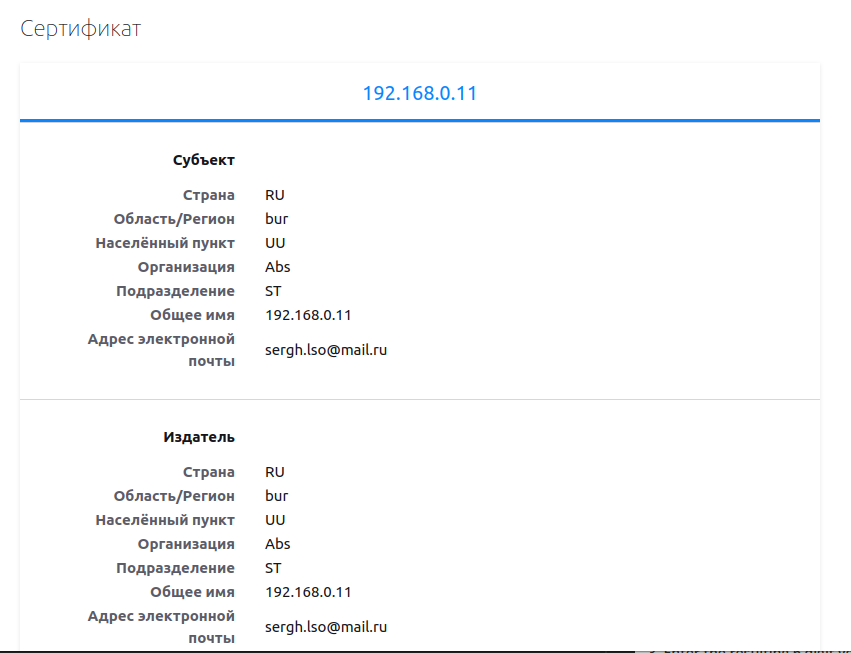 Сертификат
192.168.0.11
Субъект
Страна RU
Область/Регион bur
Населённый пункт UU
Организация Abs
Подразделение ST
Общее имя 192.168.0.11
Адрес электронной
почты sergh.lso@mail.ru
Издатель
Страна RU
Область/Регион bur
Населённый пункт UU
Организация Abs
Подразделение ST
Общее имя 192.168.0.11
Адрес электронной
почты sergh.lso@mail.ru